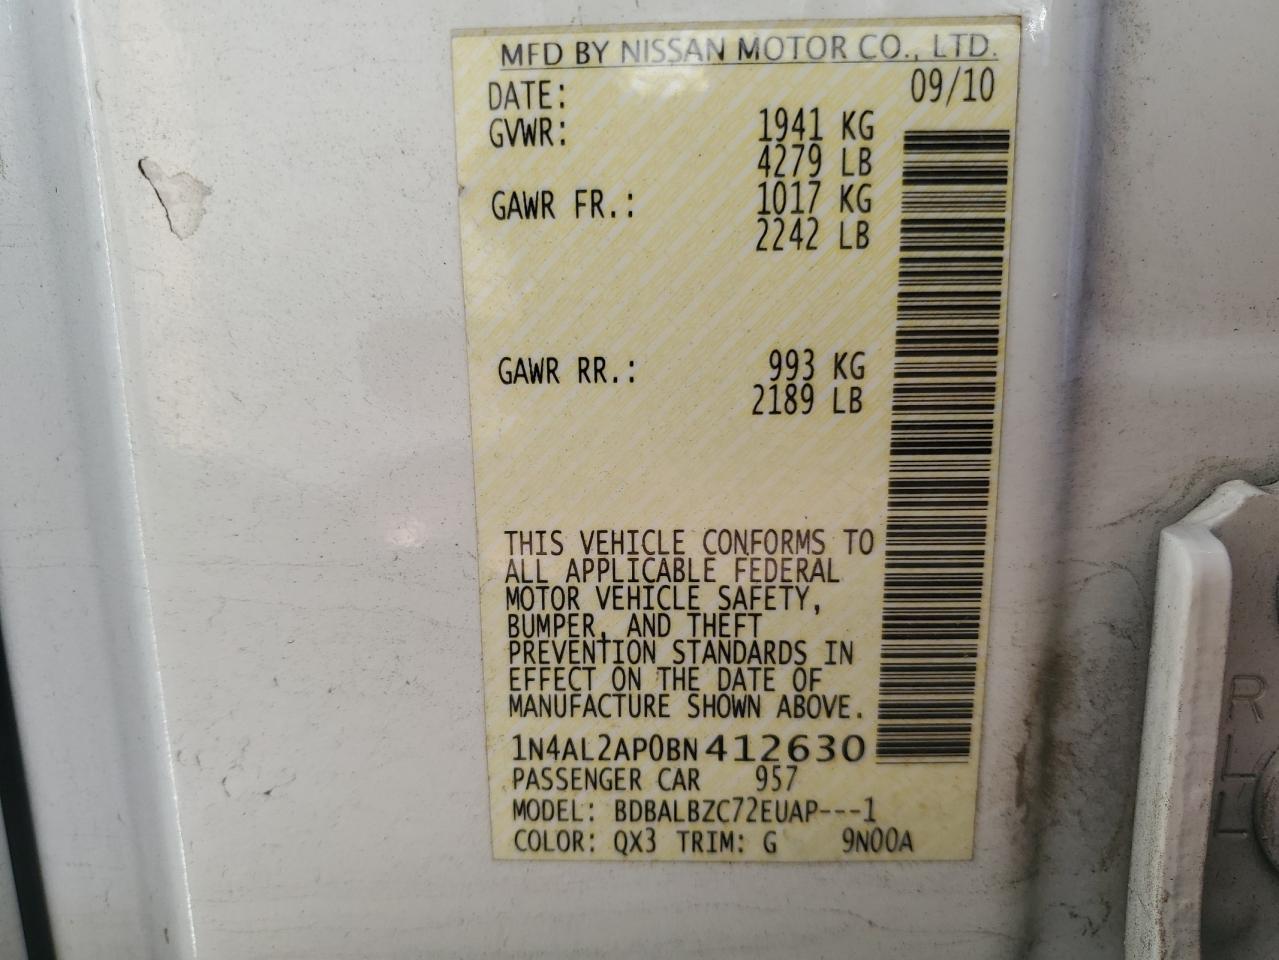 MFD BY NISSAN MOTOR CO., LTD.
DATE: 09/10
GVWR: 1941 KG
4279 LB
GAWR FR.: 1017 KG
2242 LB
GAWR RR.: 993 KG
2189 LB
THIS VEHICLE CONFORMS TO
ALL APPLICABLE FEDERAL
MOTOR VEHICLE SAFETY,
BUMPER, AND THEFT
PREVENTION STANDARDS IN
EFFECT ON THE DATE OF
MANUFACTURE SHOWN ABOVE.
1N4AL2AP0BN412630
PASSENGER CAR 957
MODEL: BDBALBZC72EUAP---1
COLOR: QX3 TRIM: G 9N00A